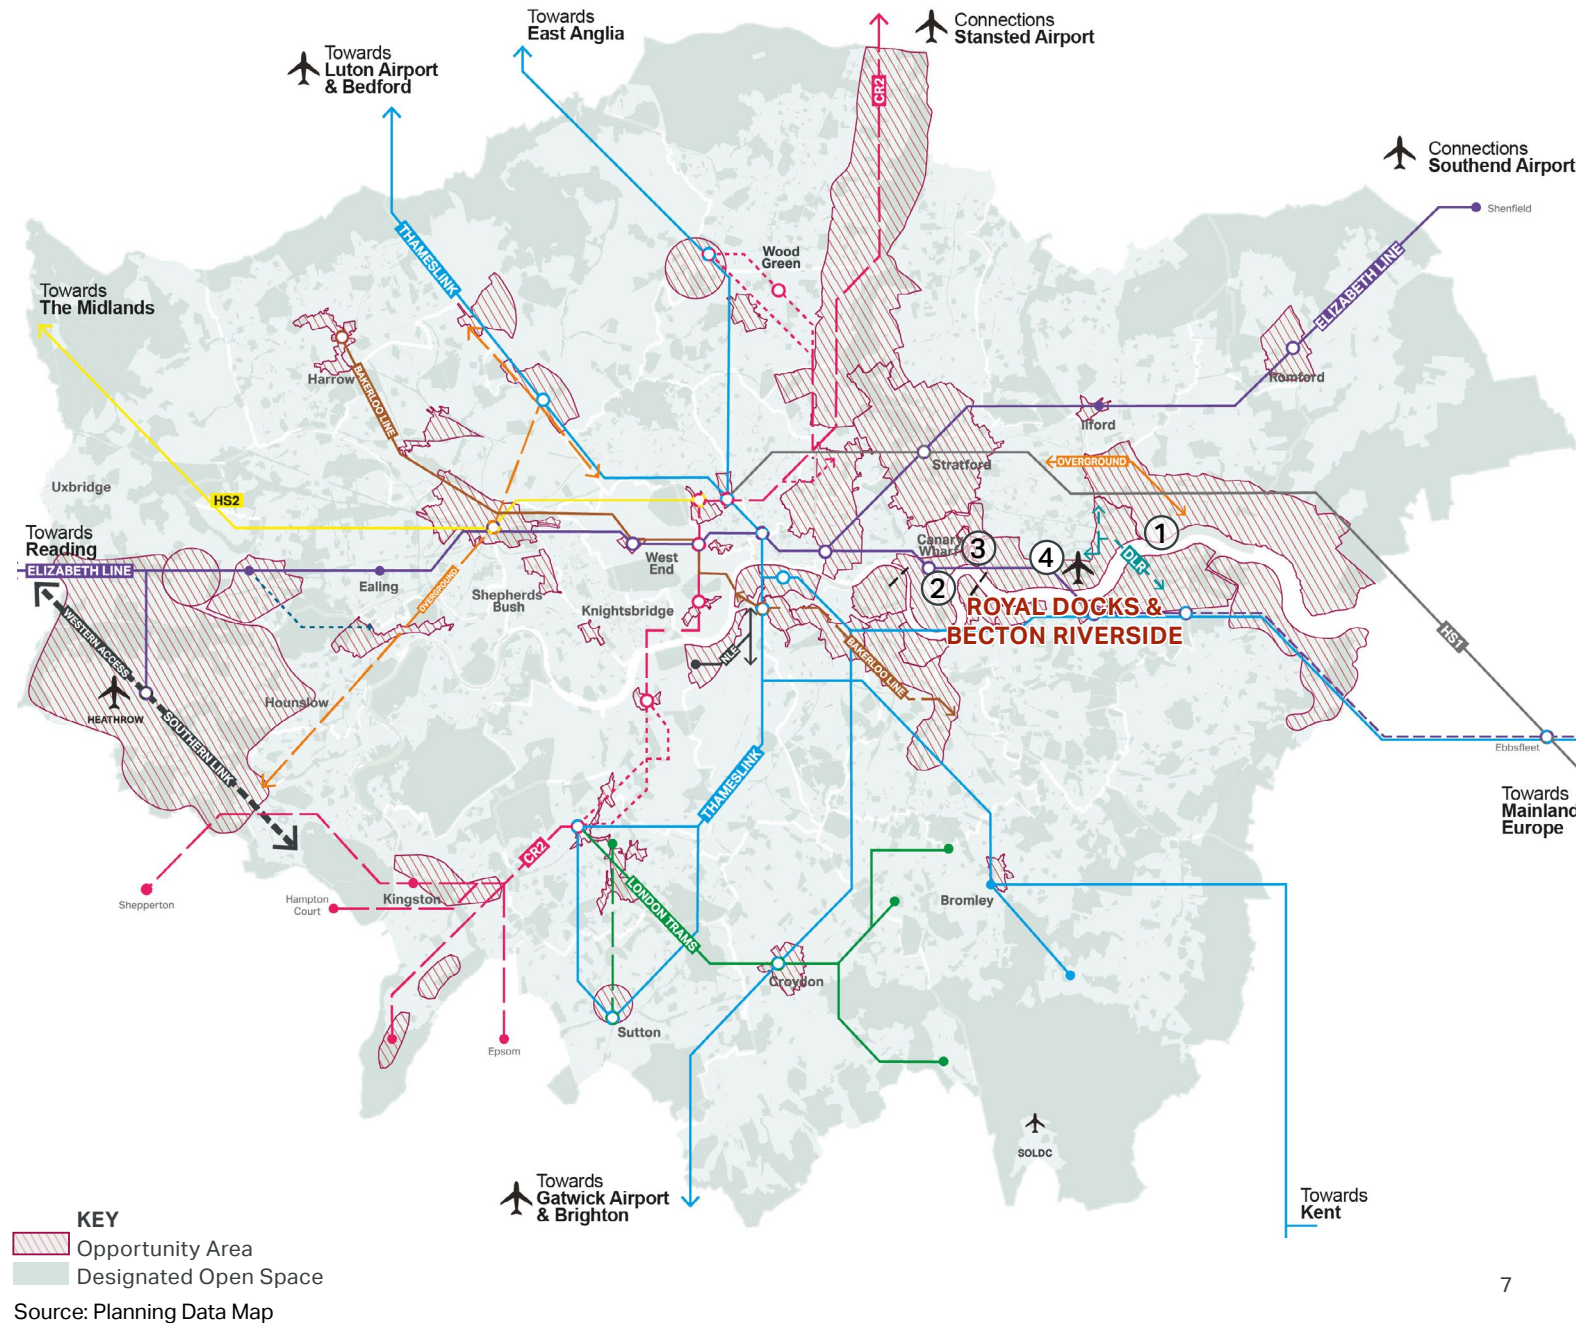 Towards
East Anglia
Connections
Stansted Airport
Towards
Luton Airport
& Bedford
CR2
Connections
Southend Airport
Shenfield
THAMESLINK
Wood
Green
ELIZABETH LINE
Towards
The Midlands
Harrow
BAKERLOO LINE
Romford
Ilford
Uxbridge
HS2
Stratford
OVERGROUND
Towards
Reading
ELIZABETH LINE
Ealing
Shepherds
Bush
West
End
Knightsbridge
Canary
Wharf
1
3
4
2
DLR
OVERGROUND
ROYAL DOCKS &
BECTON RIVERSIDE
WESTERN ACCESS
SOUTHERN LINK
HEATHROW
Hounslow
NLE
BAKERLOO LINE
HS1
Ebbsfleet
THAMESLINK
Towards
Mainland
Europe
CR2
Shepperton
Hampton
Court
Kingston
LONDON TRAMS
Bromley
Croydon
Sutton
Epsom
SOLDC
Towards
Gatwick Airport
& Brighton
Towards
Kent
KEY
Opportunity Area
Designated Open Space
Source: Planning Data Map
7